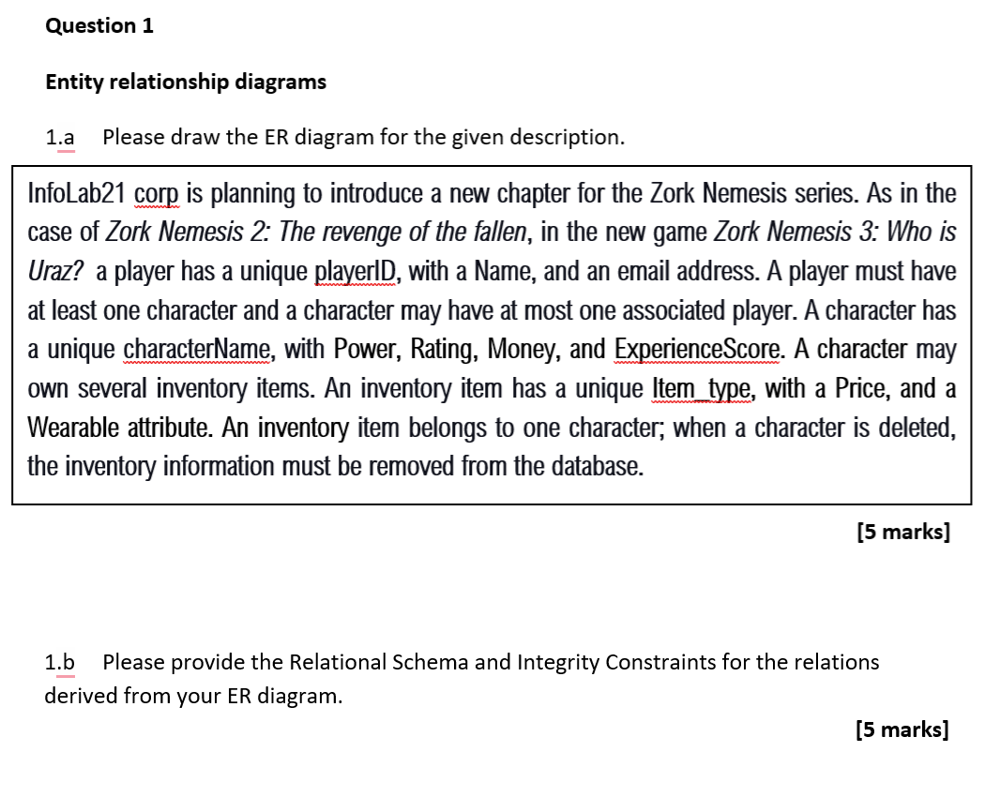 Question 1
Entity relationship diagrams
1.a Please draw the ER diagram for the given description.
InfoLab21 corp is planning to introduce a new chapter for the Zork Nemesis series. As in the
case of Zork Nemesis 2: The revenge of the fallen, in the new game Zork Nemesis 3: Who is
Uraz? a player has a unique playerID, with a Name, and an email address. A player must have
at least one character and a character may have at most one associated player. A character has
a unique characterName, with Power, Rating, Money, and ExperienceScore. A character may
own several inventory items. An inventory item has a unique Item_type, with a Price, and a
Wearable attribute. An inventory item belongs to one character; when a character is deleted,
the inventory information must be removed from the database.
[5 marks]
1.b Please provide the Relational Schema and Integrity Constraints for the relations
derived from your ER diagram.
[5 marks]